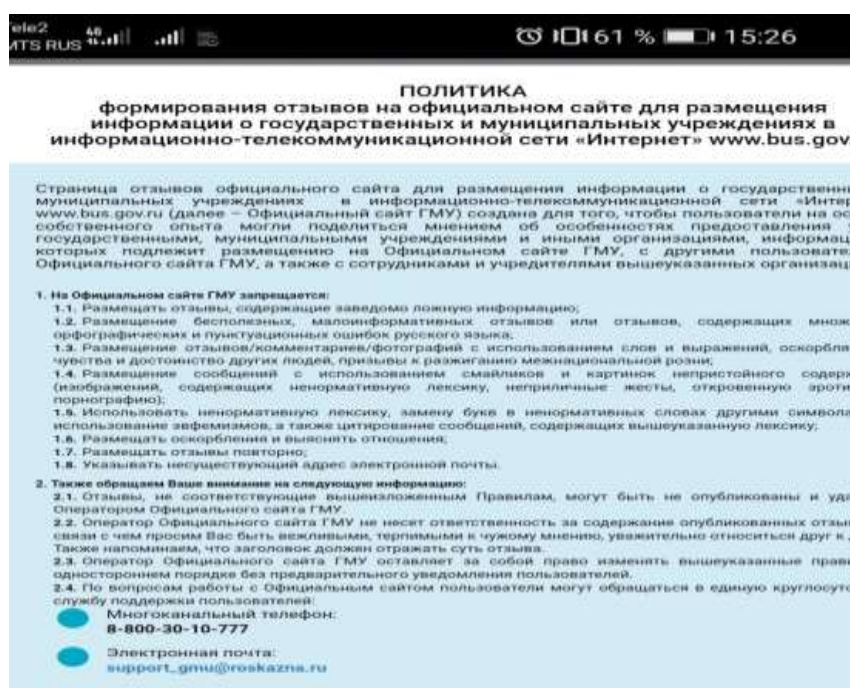 ele2
MTS RUS
4G
61 %
15:26
ПОЛИТИКА
формирования отзывов на официальном сайте для размещения
информации о государственных и муниципальных учреждениях в
информационно-телекоммуникационной сети «Интернет» www.bus.gov.
Страница отзывов официального сайта для размещения информации о государственн
муниципальных учреждениях в информационно-телекоммуникационной сети «Интер
www.bus.gov.ru (далее – Официальный сайт ГМУ) создана для того, чтобы пользователи на ос
собственного опыта могли поделиться мнением об особенностях предоставления
государственными, муниципальными учреждениями и иными организациями, информац
которых подлежит размещению на Официальном сайте ГМУ, с другими пользовате
Официального сайта ГМУ, а также с сотрудниками и учредителями вышеуказанных организац
1. На Официальном сайте ГМУ запрещается:
1.1. Размещать отзывы, содержащие заведомо ложную информацию;
1.2. Размещение бесполезных, малоинформативных отзывов или отзывов, содержащих множ
орфографических и пунктуационных ошибок русского языка;
1.3. Размещение отзывов/комментариев/фотографий с использованием слов и выражений, оскорбля
чувства и достоинство других людей, призывы к разжиганию межнациональной розни;
1.4. Размещение сообщений с использованием смайликов и картинок непристойного содер
(изображений, содержащих ненормативную лексику, неприличные жесты, откровенную эроти
порнографию);
1.5. Использовать ненормативную лексику, замену букв в ненормативных словах другими символа
использование эвфемизмов, а также цитирование сообщений, содержащих вышеуказанную лексику;
1.6. Размещать оскорбления и выяснять отношения;
1.7. Размещать отзывы повторно;
1.8. Указывать несуществующий адрес электронной почты.
2. Также обращаем Ваше внимание на следующую информацию:
2.1. Отзывы, не соответствующие вышеизложенным Правилам, могут быть не опубликованы и уда
Оператором Официального сайта ГМУ.
2.2. Оператор Официального сайта ГМУ не несет ответственность за содержание опубликованных отзы
связи с чем просим Вас быть вежливыми, терпимыми к чужому мнению, уважительно относиться друг к
Также напоминаем, что заголовок должен отражать суть отзыва.
2.3. Оператор Официального сайта ГМУ оставляет за собой право изменять вышеуказанные прави
одностороннем порядке без предварительного уведомления пользователей.
2.4. По вопросам работы с Официальным сайтом пользователи могут обращаться в единую круглосуто
службу поддержки пользователей:
Многоканальный телефон:
8-800-30-10-777
Электронная почта:
support_gmu@roskazna.ru